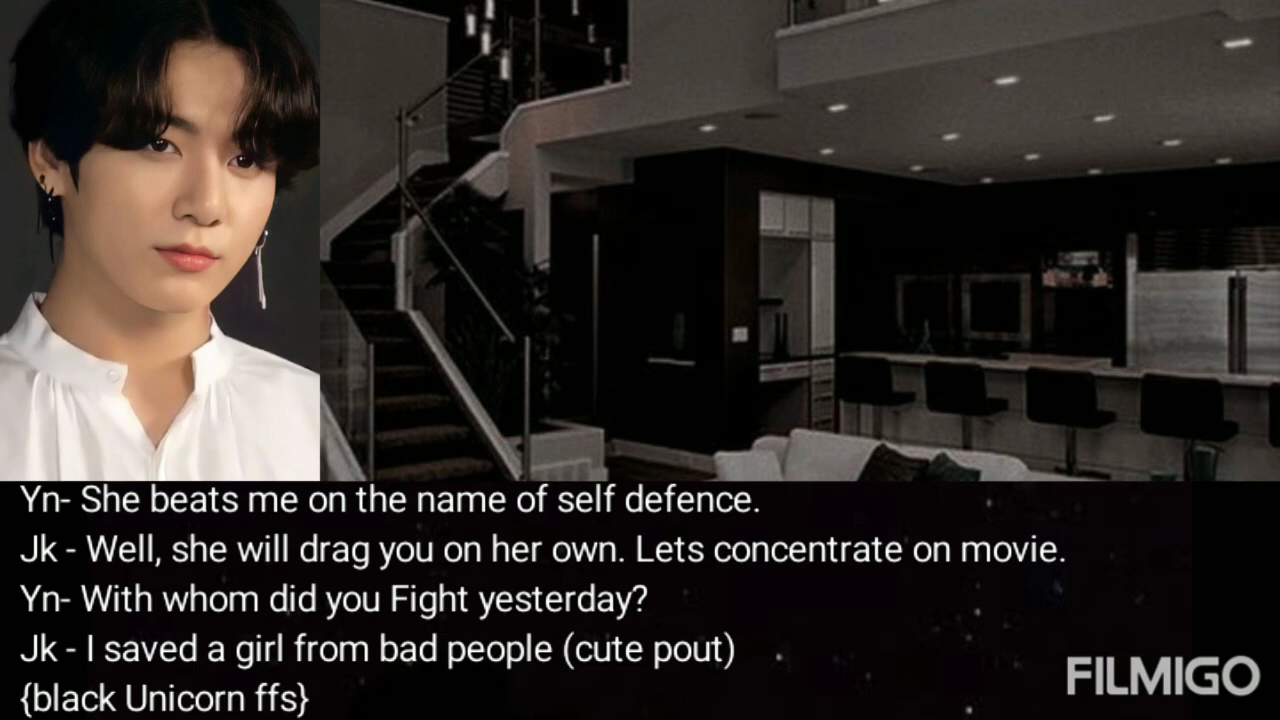 Yn- She beats me on the name of self defence.
Jk - Well, she will drag you on her own. Lets concentrate on movie.
Yn- With whom did you Fight yesterday?
Jk - I saved a girl from bad people (cute pout)
{black Unicorn ffs}
FILMIGO